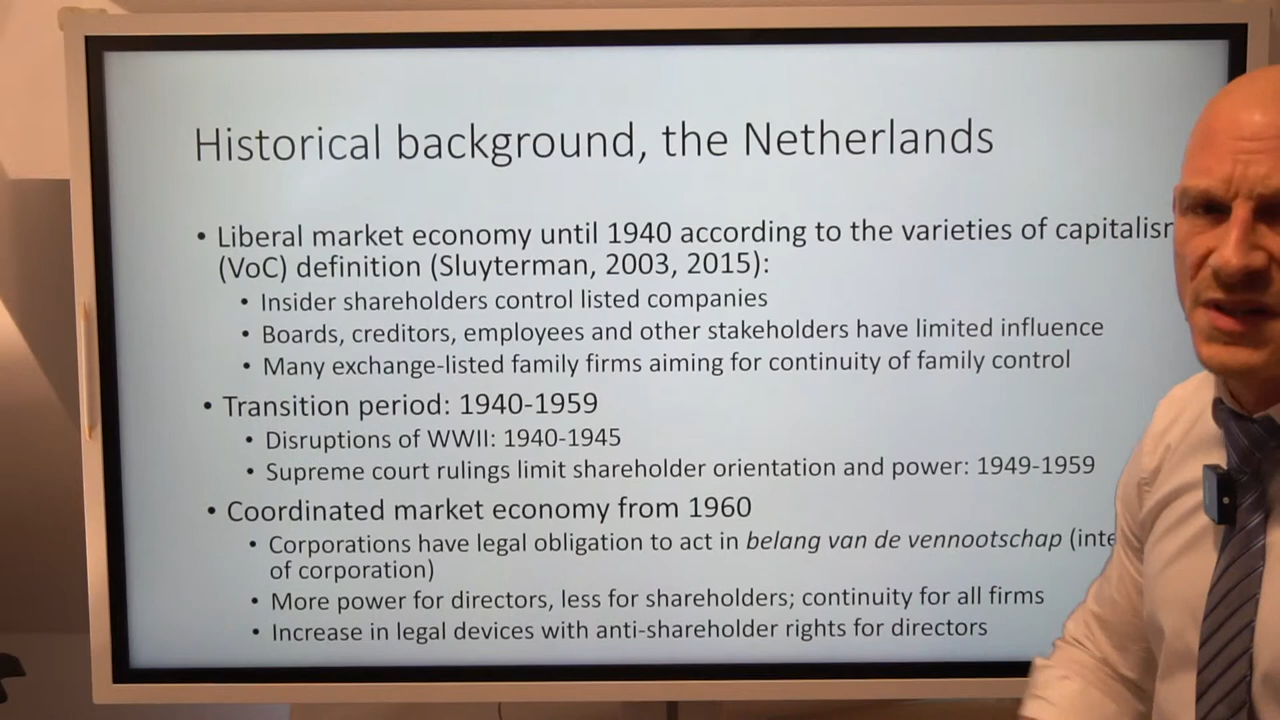 Historical background, the Netherlands
• Liberal market economy until 1940 according to the varieties of
(VoC) definition (Sluyterman, 2003, 2015):
• Insider shareholders control listed companies
• Boards, creditors, employees and other stakeholders have limited influence
• Many exchange-listed family firms aiming for continuity of family control
• Transition period: 1940-1959
• Disruptions of WWII: 1940-1945
• Supreme court rulings limit shareholder orientation and power: 1949-1959
• Coordinated market economy from 1960
• Corporations have legal obligation to act in belang van de vennootschap
of corporation)
• More power for directors, less for shareholders; continuity for all firms
• Increase in legal devices with anti-shareholder rights for directors